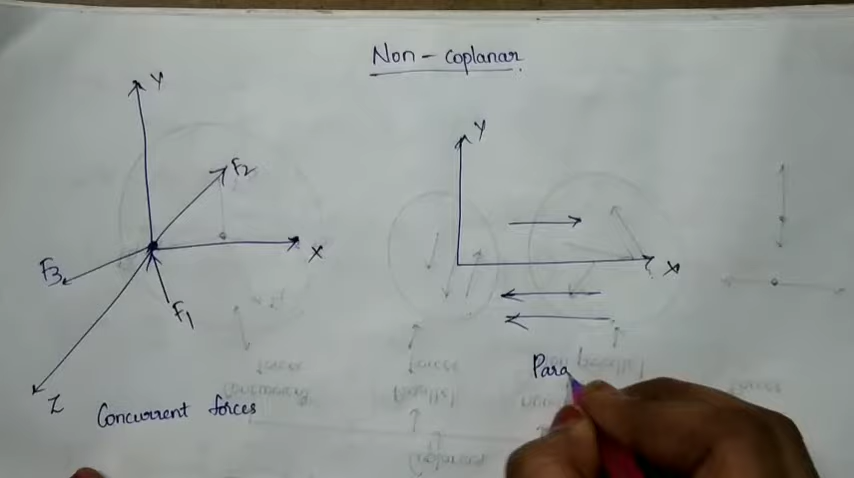 Non-coplanar
Y
F2
X
F3
F1
Z
Concurrent forces
Y
X
Para